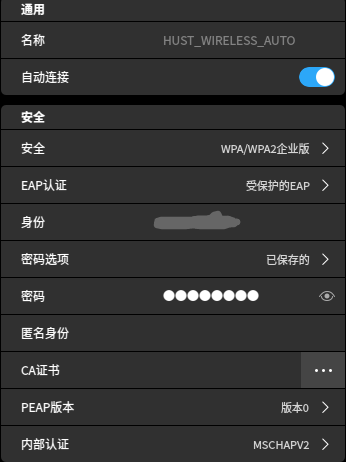 通用
名称 HUST_WIRELESS_AUTO
自动连接
安全
安全 WPA/WPA2企业版
EAP认证 受保护的EAP
身份
密码选项 已保存的
密码 ●●●●●●●●
匿名身份
CA证书 ...
PEAP版本 版本0
内部认证 MSCHAPV2